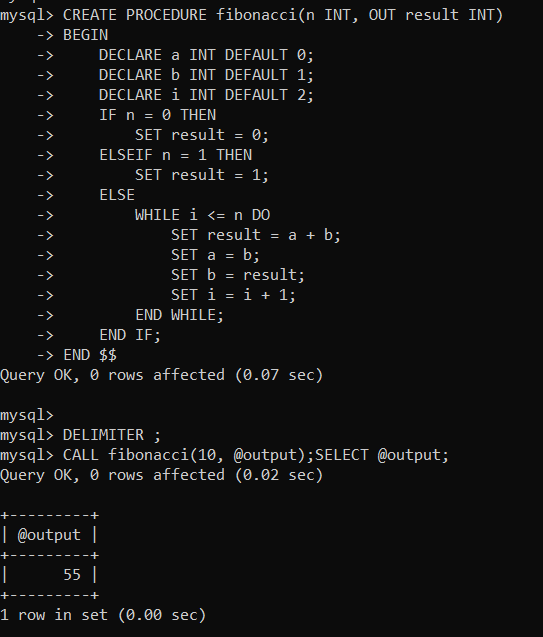 mysql> CREATE PROCEDURE fibonacci(n INT, OUT result INT)
    -> BEGIN
    ->     DECLARE a INT DEFAULT 0;
    ->     DECLARE b INT DEFAULT 1;
    ->     DECLARE i INT DEFAULT 2;
    ->     IF n = 0 THEN
    ->         SET result = 0;
    ->     ELSEIF n = 1 THEN
    ->         SET result = 1;
    ->     ELSE
    ->         WHILE i <= n DO
    ->             SET result = a + b;
    ->             SET a = b;
    ->             SET b = result;
    ->             SET i = i + 1;
    ->         END WHILE;
    ->     END IF;
    -> END $$
Query OK, 0 rows affected (0.07 sec)

mysql>
mysql> DELIMITER ;
mysql> CALL fibonacci(10, @output);SELECT @output;
Query OK, 0 rows affected (0.02 sec)

+---------+
| @output |
+---------+
|      55 |
+---------+
1 row in set (0.00 sec)